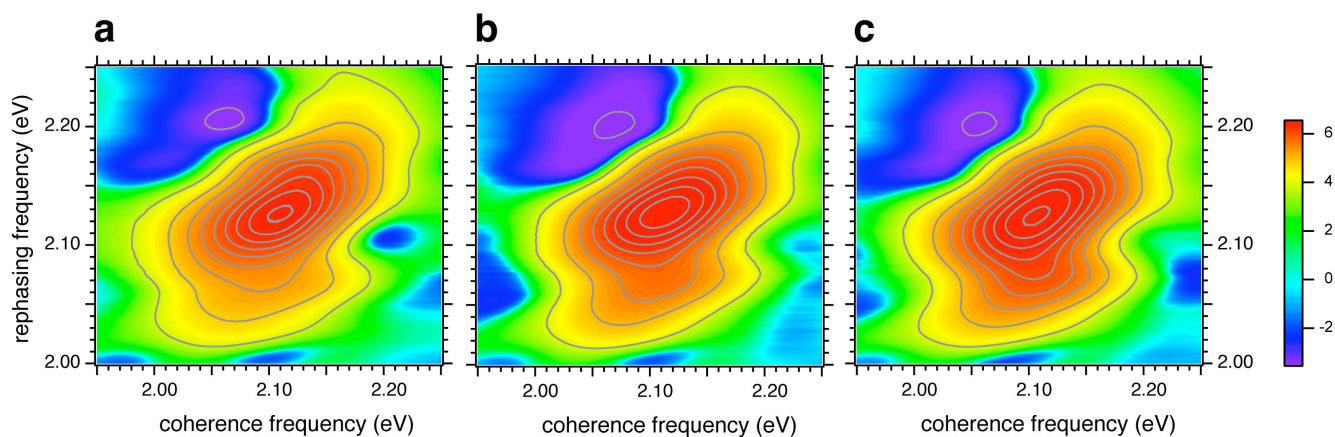 a b c
2.20
2.10
2.00
rephasing frequency (eV)
2.00 2.10 2.20
coherence frequency (eV)
2.00 2.10 2.20
coherence frequency (eV)
2.00 2.10 2.20
coherence frequency (eV)
2.20
2.10
2.00
6
4
2
0
-2